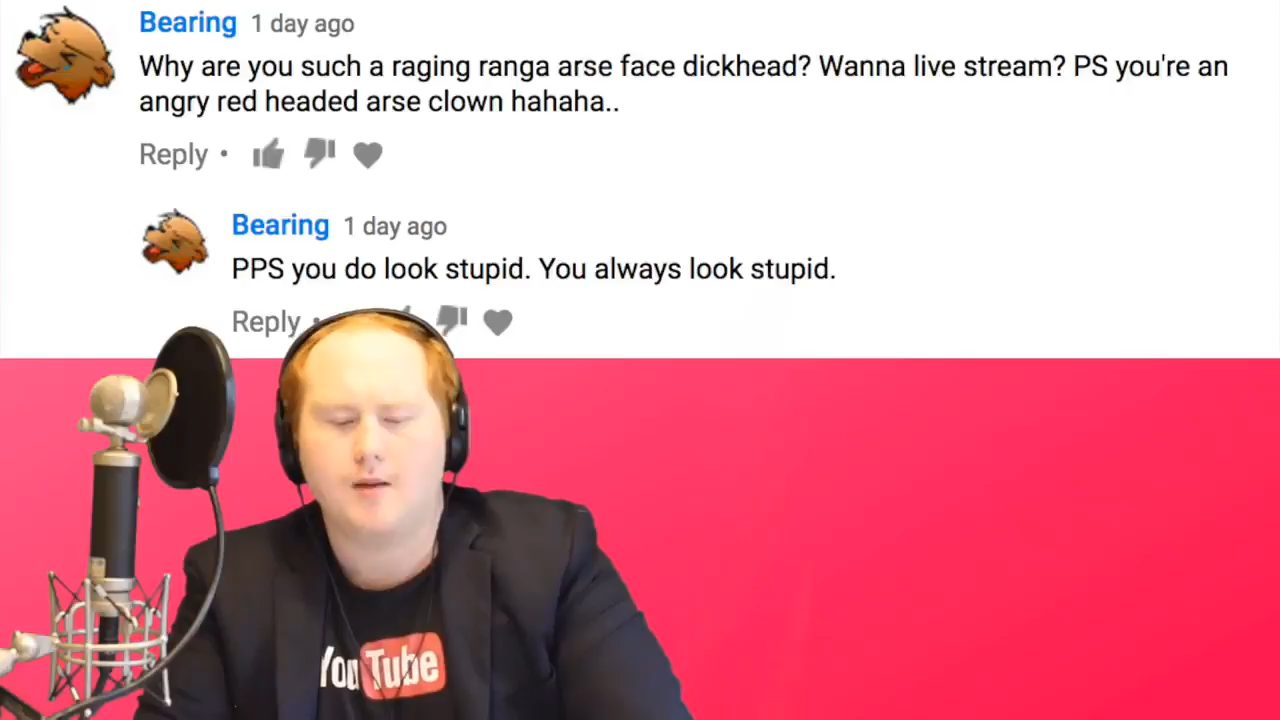 Bearing 1 day ago
Why are you such a raging ranga arse face dickhead? Wanna live stream? PS you're an
angry red headed arse clown hahaha..
Reply •
Bearing 1 day ago
PPS you do look stupid. You always look stupid.
Reply •
YouTube